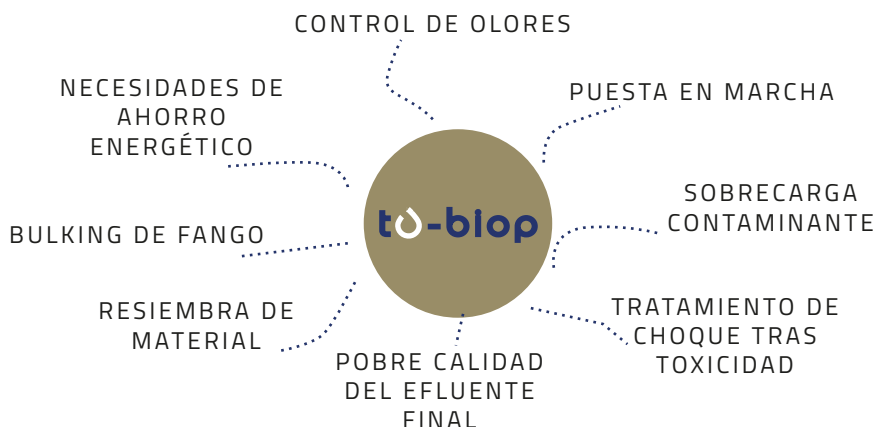 CONTROL DE OLORES
NECESIDADES DE
AHORRO
ENERGÉTICO
PUESTA EN MARCHA
SOBRECARGA
CONTAMINANTE
to-biop
BULKING DE FANGO
RESIEMBRA DE
MATERIAL
TRATAMIENTO DE
CHOQUE TRAS
TOXICIDAD
POBRE CALIDAD
DEL EFLUENTE
FINAL